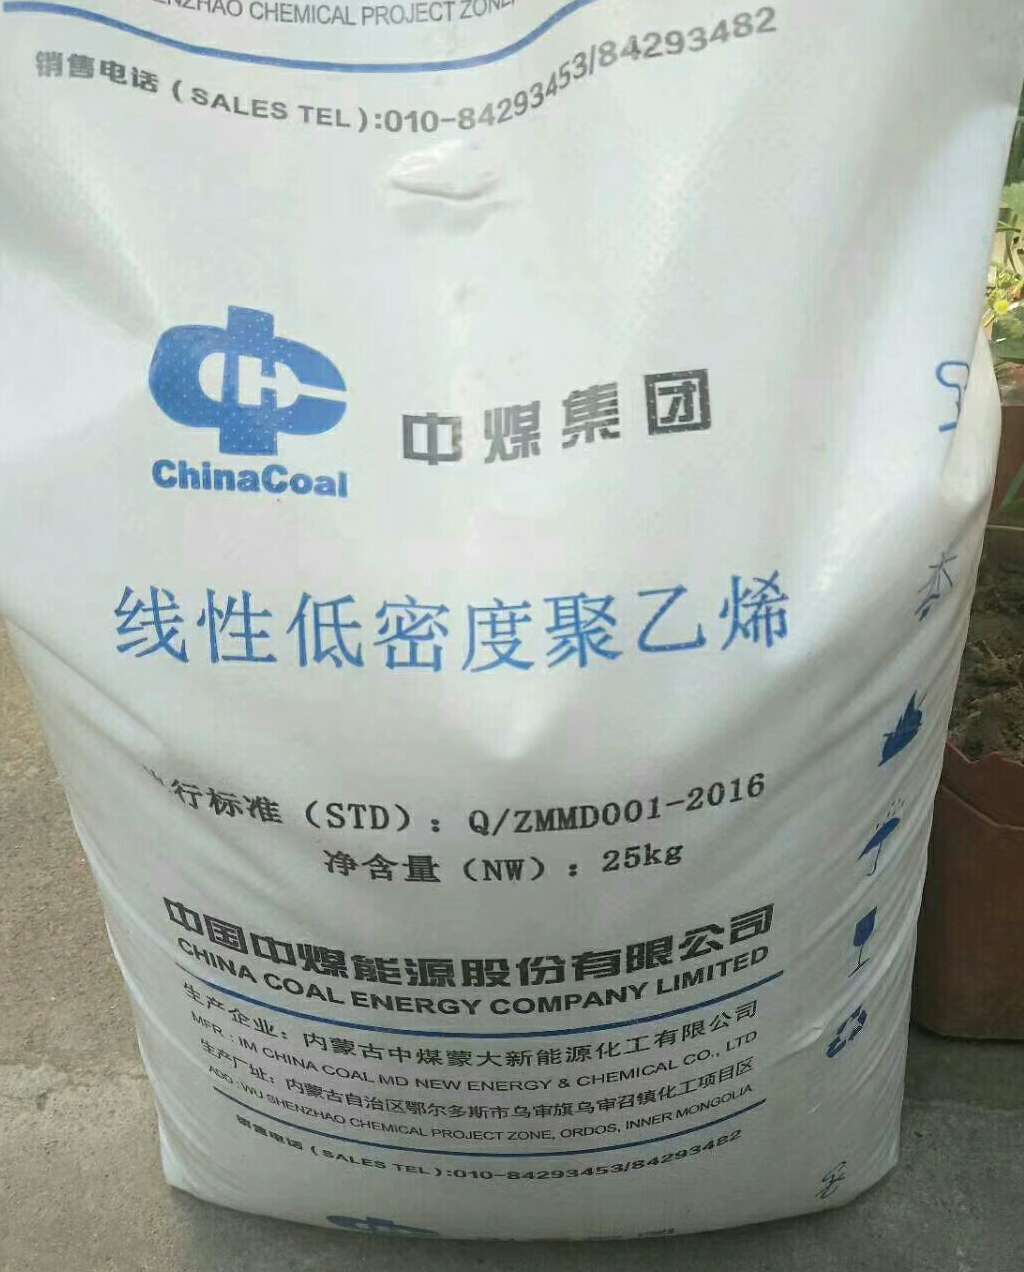 CHEMICAL PROJECT ZONE
销售电话（SALES TEL）:010-84293453/84293482
CH
ChinaCoal
中煤集团
线性低密度聚乙烯
行标准（STD）：Q/ZMMD001-2016
净含量（NW）：25kg
中国中煤能源股份有限公司
CHINA COAL ENERGY COMPANY LIMITED
生产企业：内蒙古中煤蒙大新能源化工有限公司
MFR.: IM CHINA COAL MD NEW ENERGY & CHEMICAL CO., LTD
生产厂址：内蒙古自治区鄂尔多斯市乌审旗乌审召镇化工项目区
ADD.: WU SHENZHAO CHEMICAL PROJECT ZONE, ORDOS, INNER MONGOLIA
销售电话（SALES TEL）:010-84293453/84293482